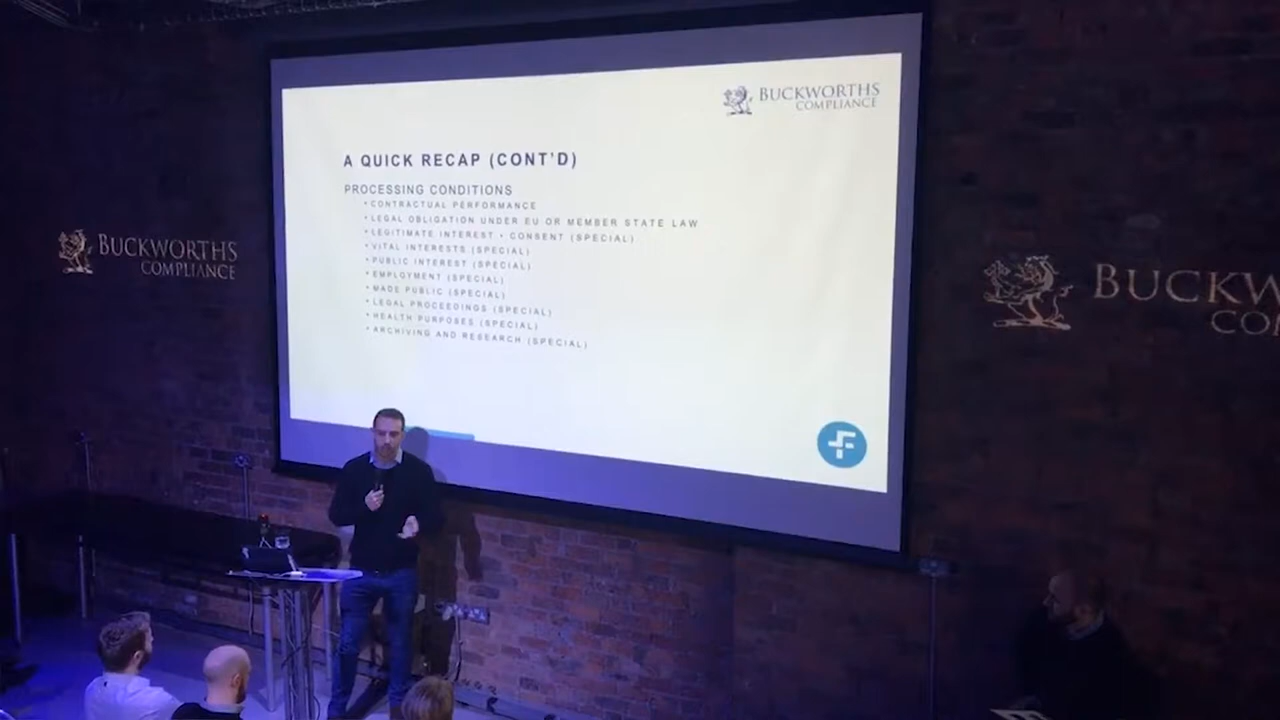 BUCKWORTHS
COMPLIANCE
A QUICK RECAP (CONT'D)
PROCESSING CONDITIONS
• CONTRACTUAL PERFORMANCE
• LEGAL OBLIGATION UNDER EU OR MEMBER STATE LAW
• LEGITIMATE INTEREST • CONSENT (SPECIAL)
• VITAL INTERESTS (SPECIAL)
• PUBLIC INTEREST (SPECIAL)
• EMPLOYMENT (SPECIAL)
• MADE PUBLIC (SPECIAL)
• LEGAL PROCEEDINGS (SPECIAL)
• HEALTH PURPOSES (SPECIAL)
• ARCHIVING AND RESEARCH (SPECIAL)
BUCKWORTHS
COMPLIANCE
BUCKW
CO